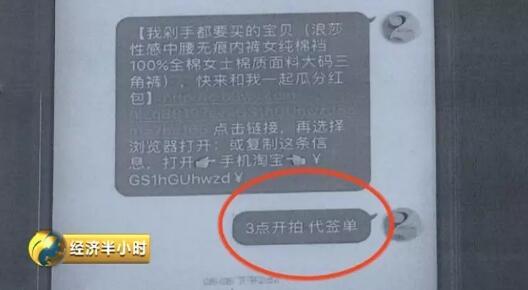 【我剁手都要买的宝贝(浪莎
性感中腰无痕内裤女纯棉裆
100%全棉女士棉质面料大码三
角裤),快来和我一起瓜分红
包】
点击链接,再选择
浏览器打开;或复制这条信
息,打开👉手机淘宝👈¥
GS1hGUhwzd¥
3点开拍 代签单
经济半小时